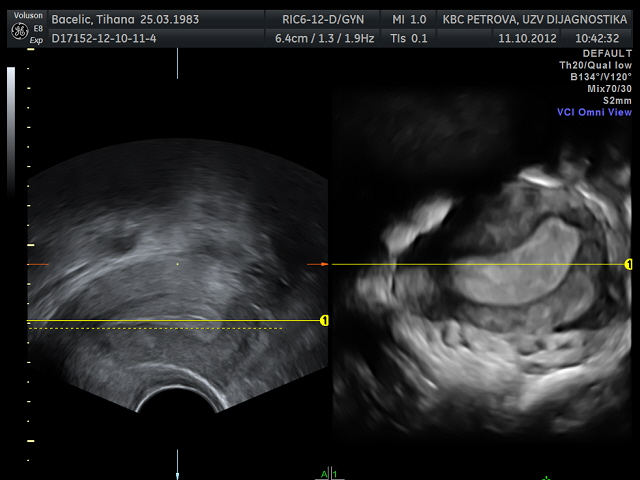 Voluson
E8
Exp
Bacelic, Tihana 25.03.1983
RIC6-12-D/GYN
MI 1.0
KBC PETROVA, UZV DIJAGNOSTIKA
D17152-12-10-11-4
6.4cm / 1.3 / 1.9Hz
TIs 0.1
11.10.2012
10:42:32
DEFAULT
Th20/Qual low
B134°/V120°
Mix70/30
S2mm
VCI Omni View
1
1
A 1